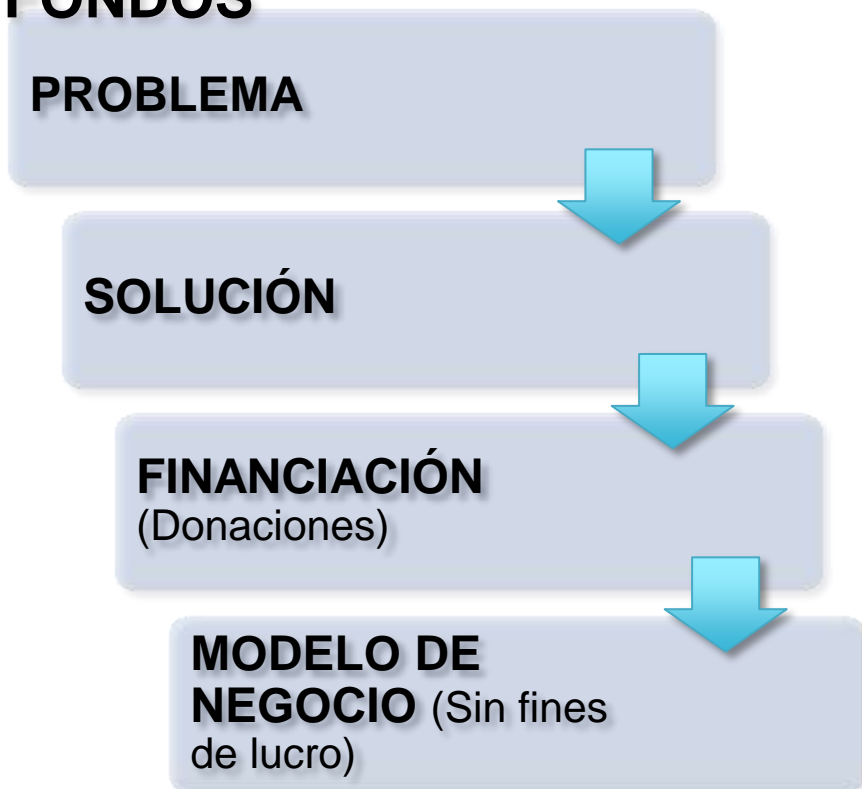 FONDOS
PROBLEMA
SOLUCIÓN
FINANCIACIÓN
(Donaciones)
MODELO DE
NEGOCIO (Sin fines
de lucro)